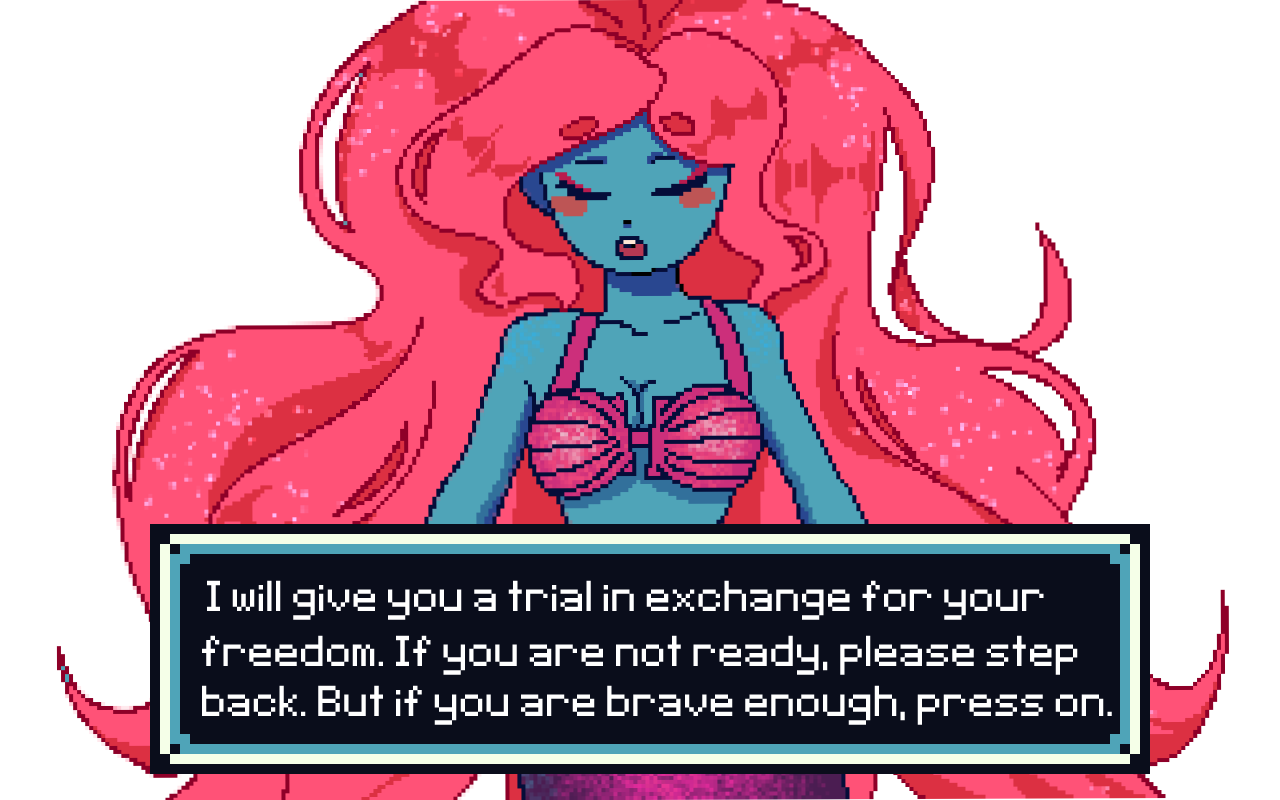 I will give you a trial in exchange for your
freedom. If you are not ready, please step
back. But if you are brave enough, press on.